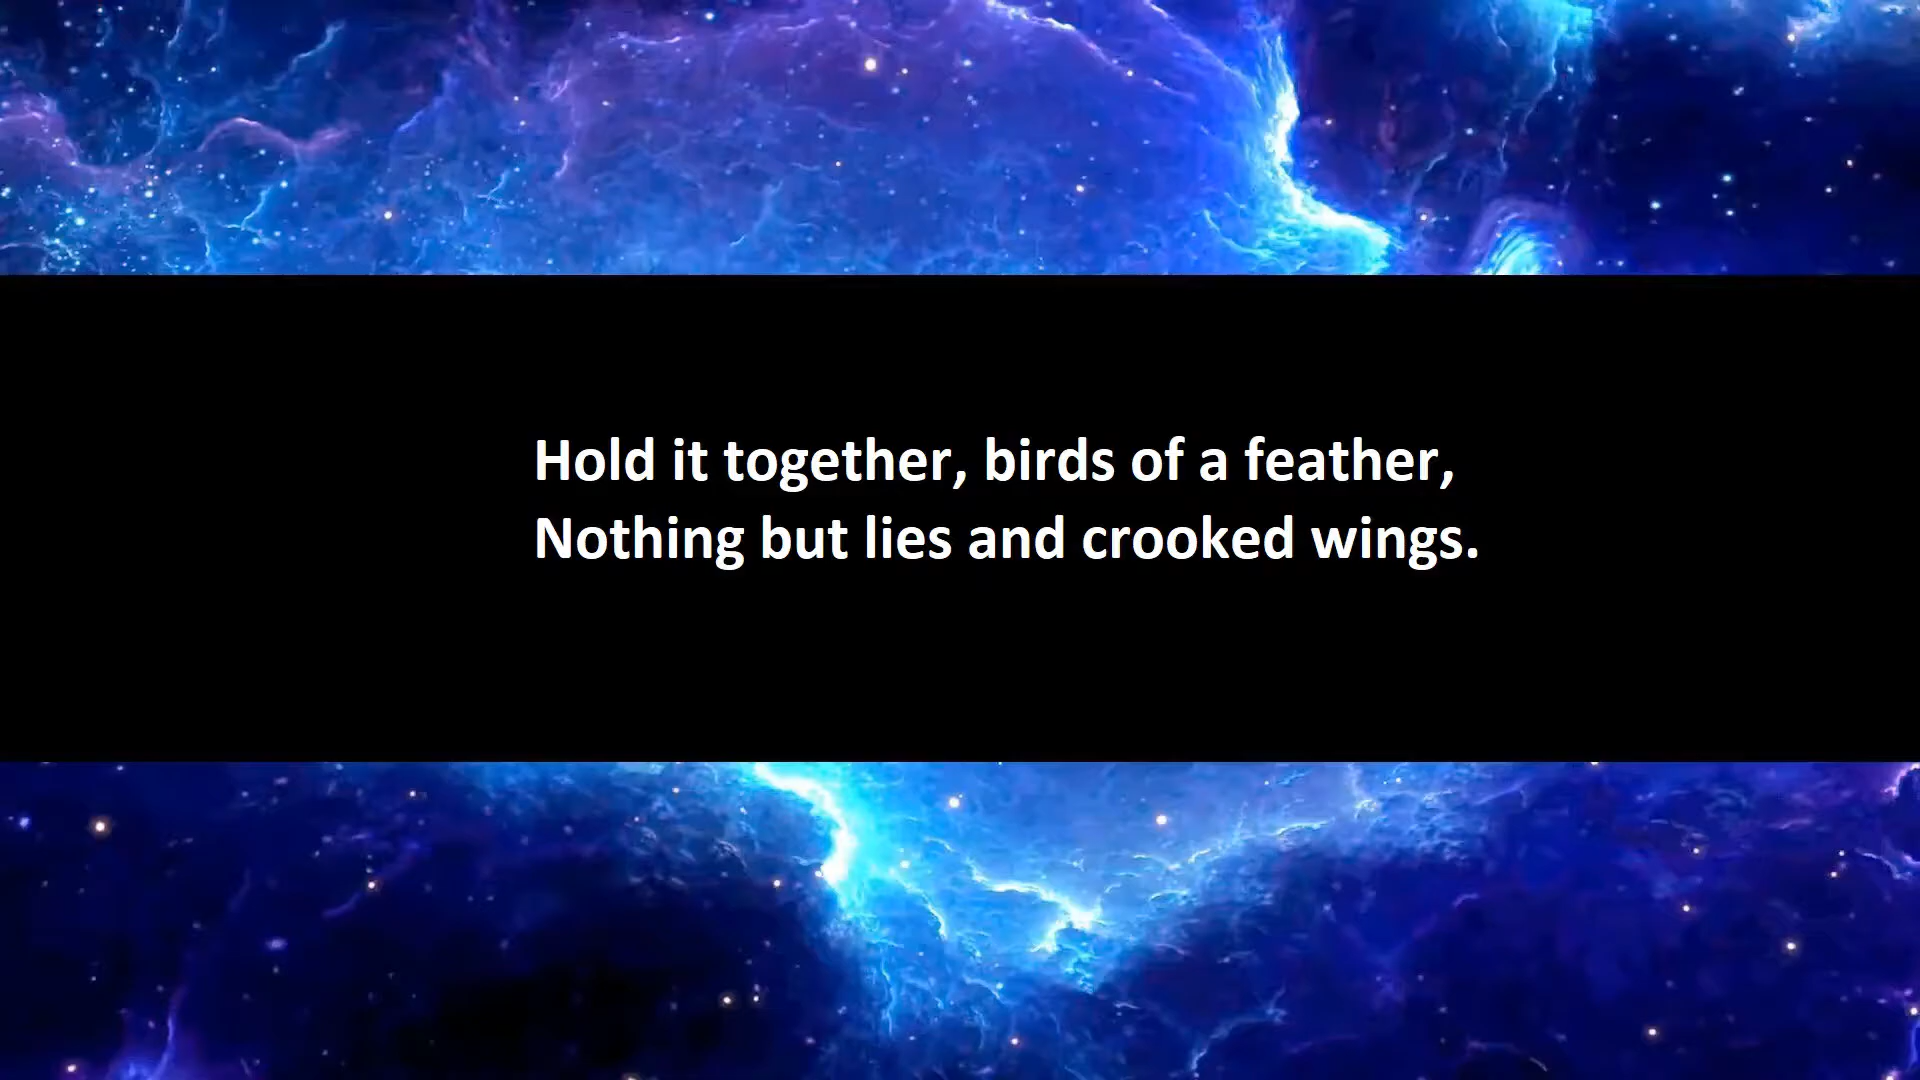 Hold it together, birds of a feather,
Nothing but lies and crooked wings.